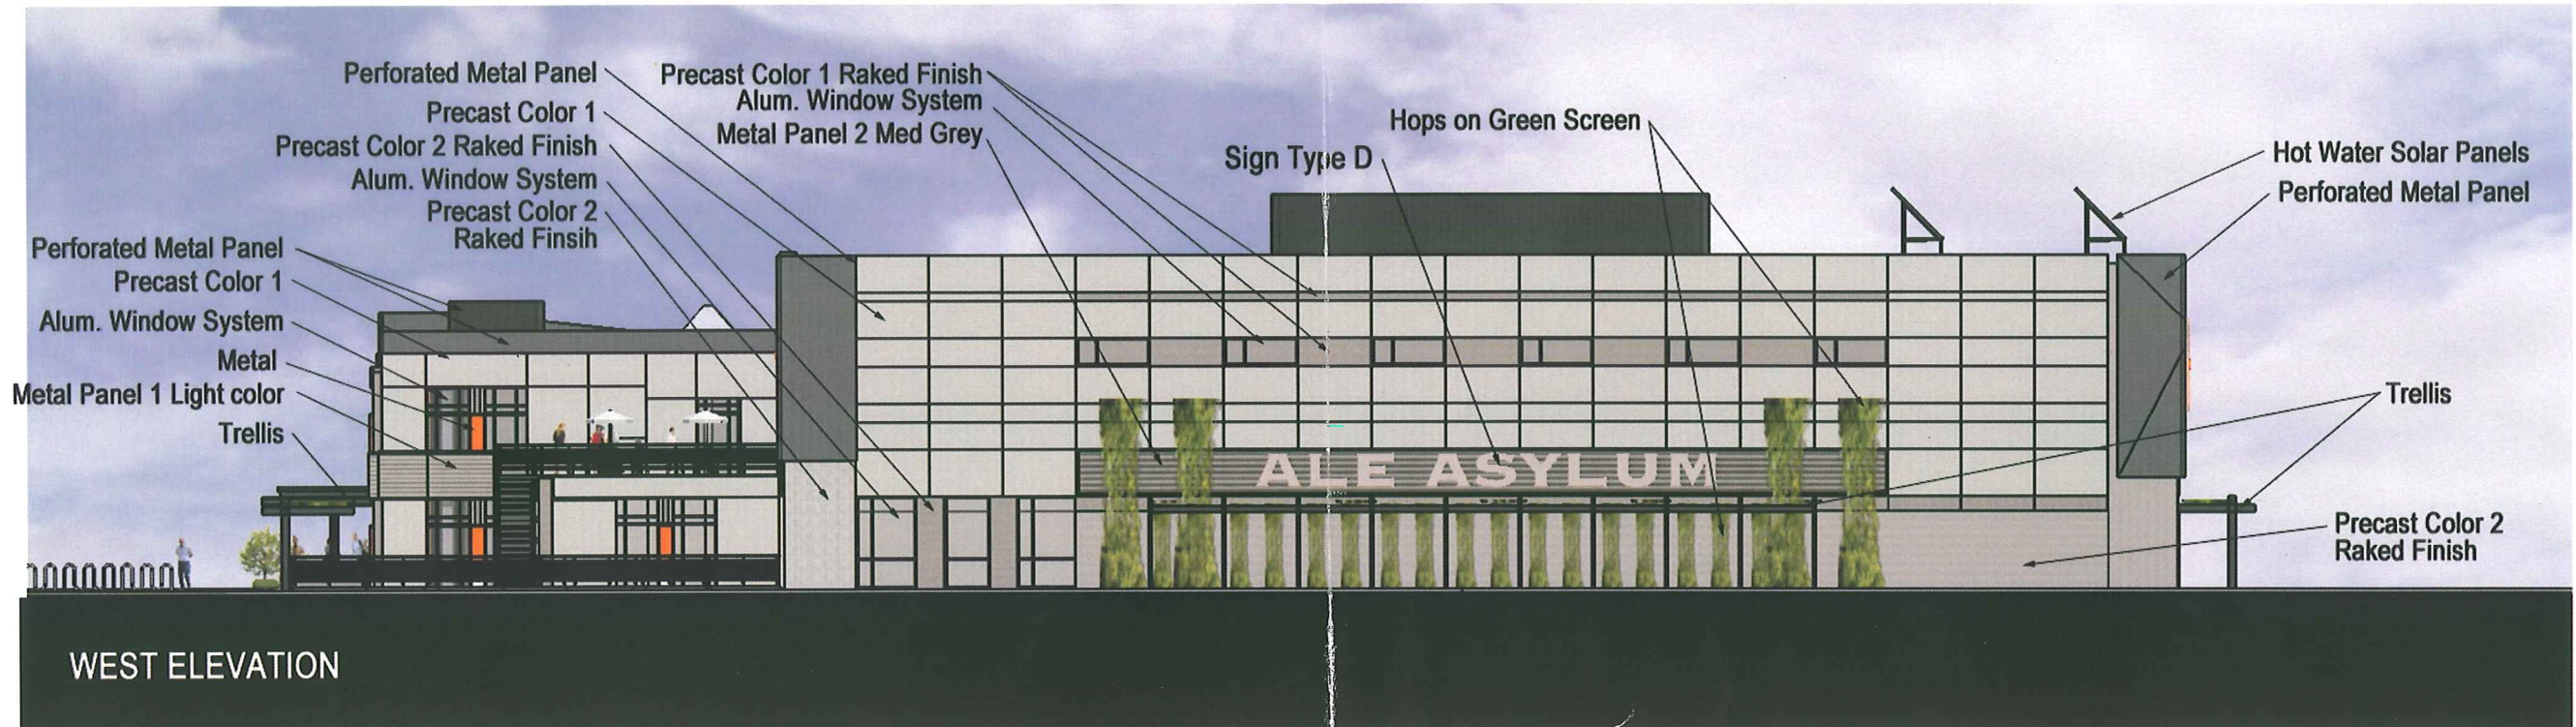 Perforated Metal Panel
Precast Color 1
Precast Color 2 Raked Finish
Alum. Window System
Precast Color 2
Raked Finsih
Perforated Metal Panel
Precast Color 1
Alum. Window System
Metal
Metal Panel 1 Light color
Trellis
Precast Color 1 Raked Finish
Alum. Window System
Metal Panel 2 Med Grey
Sign Type D
Hops on Green Screen
Hot Water Solar Panels
Perforated Metal Panel
Trellis
Precast Color 2
Raked Finish
ALE ASYLUM
WEST ELEVATION